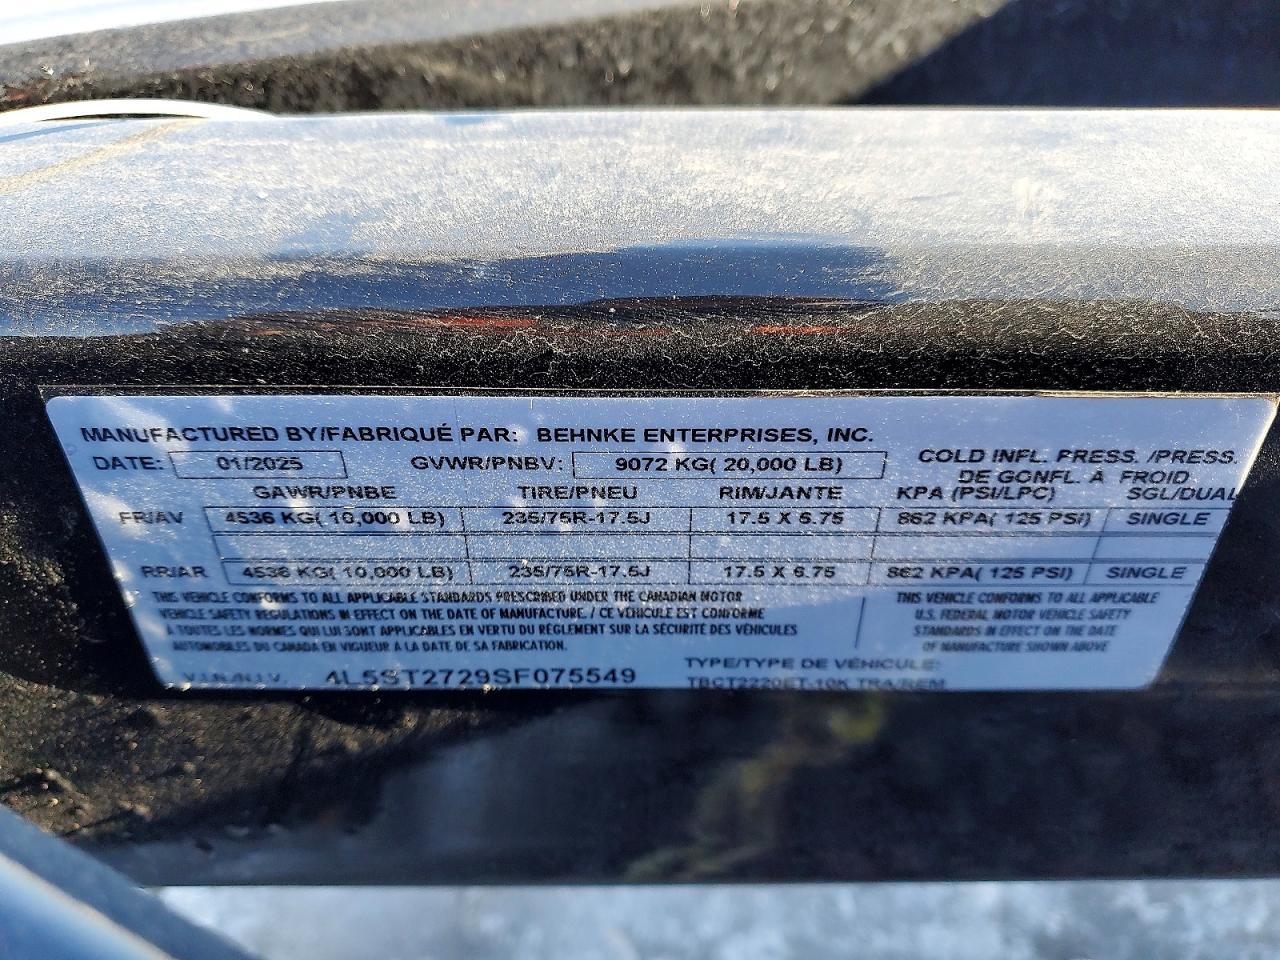 MANUFACTURED BY/FABRIQUÉ PAR: BEHNKE ENTERPRISES, INC.
DATE: 01/2025 GVWR/PNBV: 9072 KG( 20,000 LB) COLD INFL. PRESS. /PRESS.
DE GONFL. À FROID
GAWR/PNBE TIRE/PNEU RIM/JANTE KPA (PSI/LPC) SGL/DUAL
FR/AV 4536 KG( 10,000 LB) 235/75R-17.5J 17.5 X 6.75 862 KPA( 125 PSI) SINGLE
RR/AR 4536 KG( 10,000 LB) 235/75R-17.5J 17.5 X 6.75 862 KPA( 125 PSI) SINGLE
THIS VEHICLE CONFORMS TO ALL APPLICABLE STANDARDS PRESCRIBED UNDER THE CANADIAN MOTOR
VEHICLE SAFETY REGULATIONS IN EFFECT ON THE DATE OF MANUFACTURE. / CE VÉHICULE EST CONFORME
À TOUTES LES NORMES QUI LUI SONT APPLICABLES EN VERTU DU RÈGLEMENT SUR LA SÉCURITÉ DES VÉHICULES
AUTOMOBILES DU CANADA EN VIGUEUR À LA DATE DE SA FABRICATION.
THIS VEHICLE CONFORMS TO ALL APPLICABLE
U.S. FEDERAL MOTOR VEHICLE SAFETY
STANDARDS IN EFFECT ON THE DATE
OF MANUFACTURE SHOWN ABOVE
V.I.N./N.I.V. 4L5ST2729SF075549 TYPE/TYPE DE VÉHICULE:
TBCT2220ET-10K TRA/REM